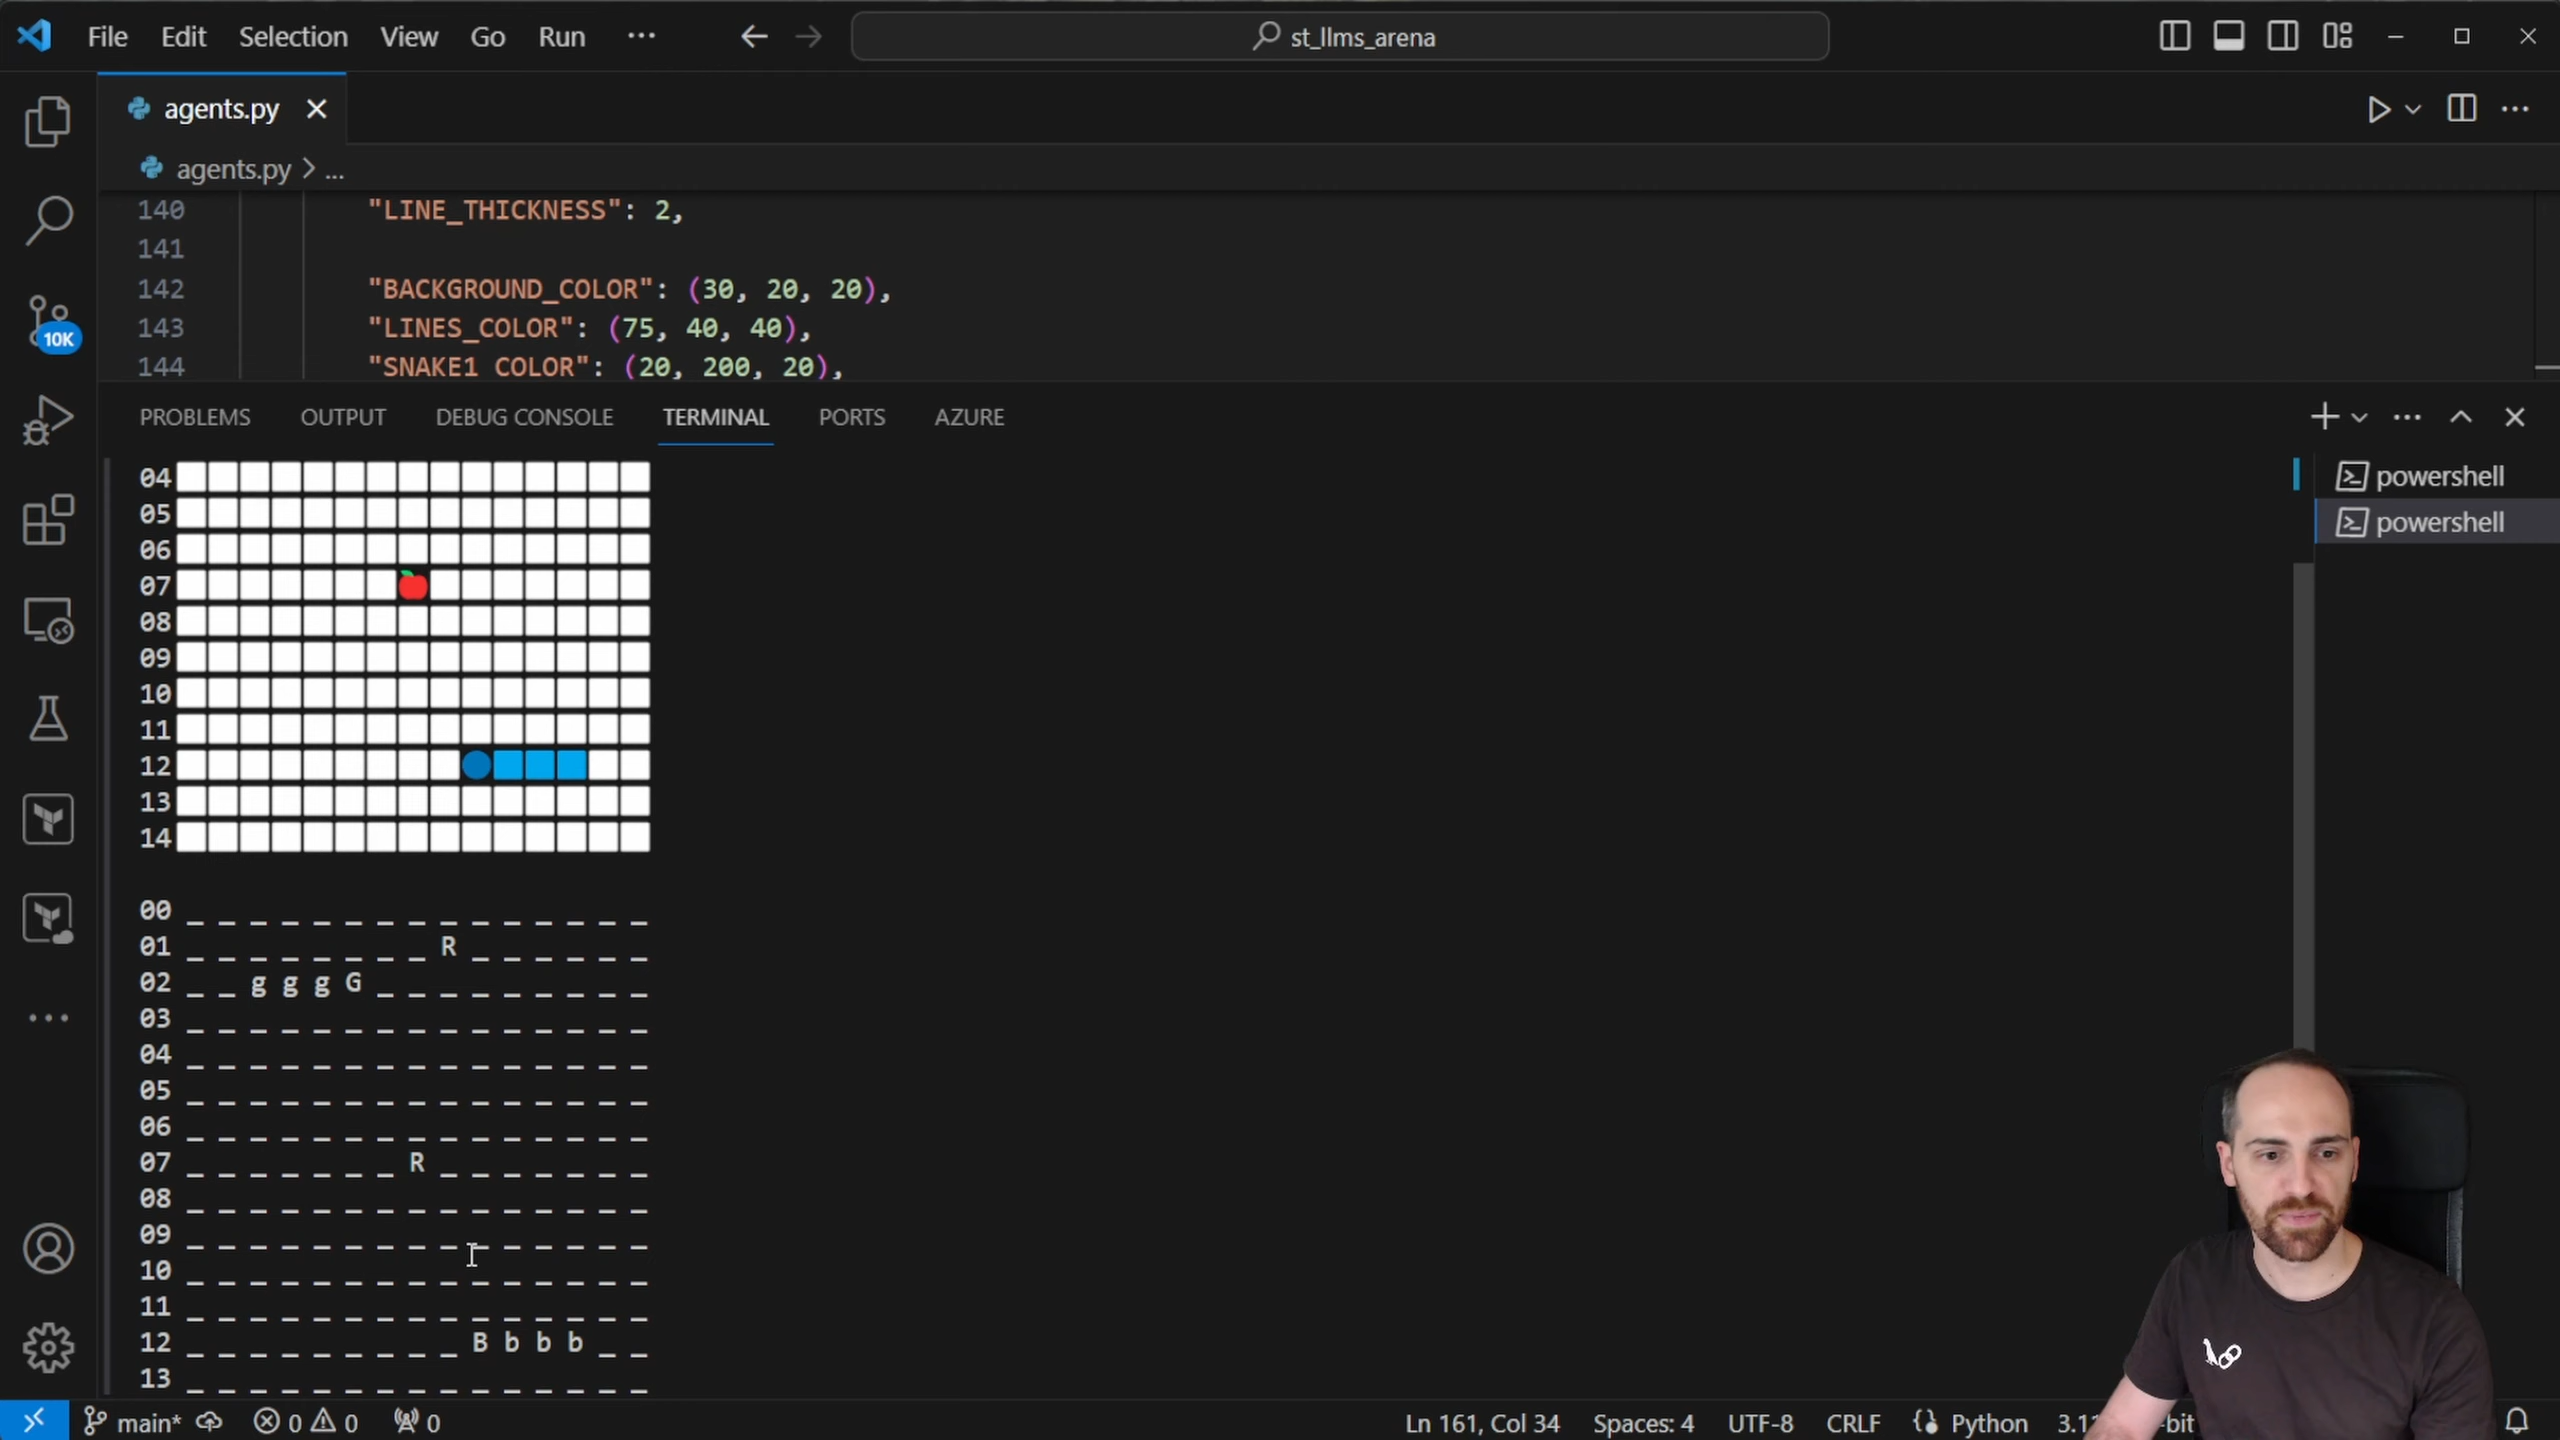 File Edit Selection View Go Run ··· st_llms_arena
agents.py
agents.py > ...
140 "LINE_THICKNESS": 2,
141
142 "BACKGROUND_COLOR": (30, 20, 20),
143 "LINES_COLOR": (75, 40, 40),
144 "SNAKE1_COLOR": (20, 200, 20),
10K
PROBLEMS OUTPUT DEBUG CONSOLE TERMINAL PORTS AZURE
powershell
powershell
04
05
06
07
08
09
10
11
12
13
14
00 _ _ _ _ _ _ _ _ _ _ _ _ _ _ _
01 _ _ _ _ _ _ _ _ R _ _ _ _ _ _
02 _ _ g g g G _ _ _ _ _ _ _ _ _
03 _ _ _ _ _ _ _ _ _ _ _ _ _ _ _
04 _ _ _ _ _ _ _ _ _ _ _ _ _ _ _
05 _ _ _ _ _ _ _ _ _ _ _ _ _ _ _
06 _ _ _ _ _ _ _ _ _ _ _ _ _ _ _
07 _ _ _ _ _ _ _ R _ _ _ _ _ _ _
08 _ _ _ _ _ _ _ _ _ _ _ _ _ _ _
09 _ _ _ _ _ _ _ _ _ _ _ _ _ _ _
10 _ _ _ _ _ _ _ _ _ _ _ _ _ _ _
11 _ _ _ _ _ _ _ _ _ _ _ _ _ _ _
12 _ _ _ _ _ _ _ _ _ B b b b _ _
13 _ _ _ _ _ _ _ _ _ _ _ _ _ _ _
main* 0 0 0 Ln 161, Col 34 Spaces: 4 UTF-8 CRLF Python